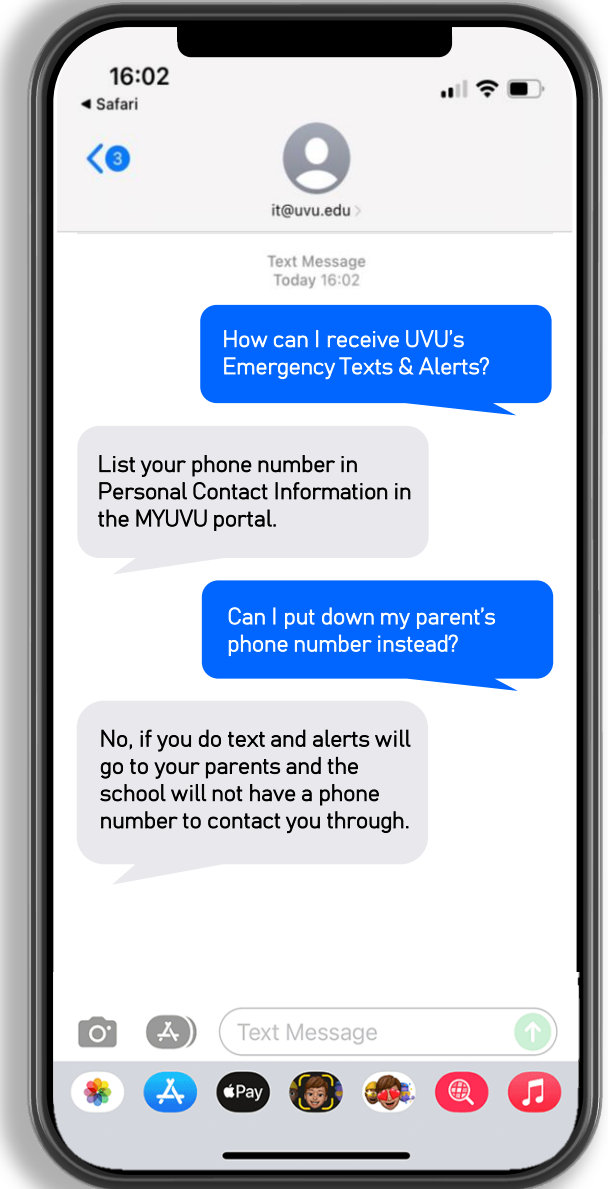 16:02
◀ Safari
3
it@uvu.edu >
Text Message
Today 16:02
How can I receive UVU's
Emergency Texts & Alerts?
List your phone number in
Personal Contact Information in
the MYUVU portal.
Can I put down my parent's
phone number instead?
No, if you do text and alerts will
go to your parents and the
school will not have a phone
number to contact you through.
Text Message
Pay